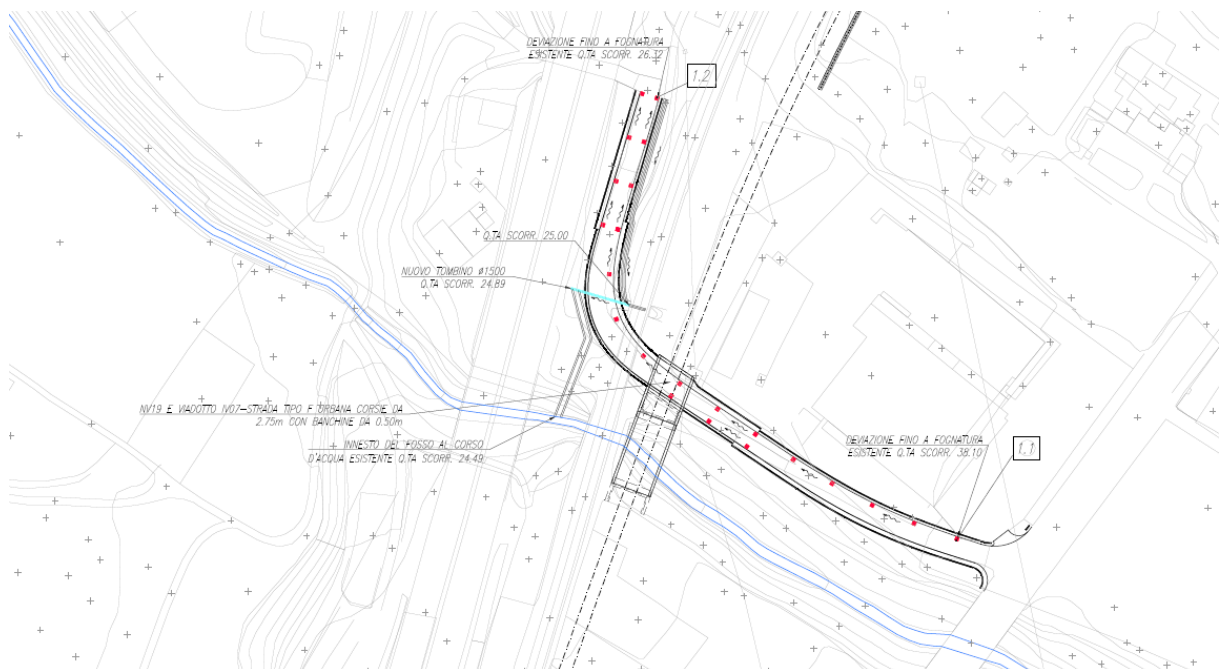 DEVIAZIONE FINO A FOGNATURA
ESISTENTE Q.TA SCORR. 26.32
1.2
Q.TA SCORR. 25.00
NUOVO TOMBINO ø1500
Q.TA SCORR. 24.89
NV19 E VIADOTTO IV07-STRADA TIPO F URBANA CORSIE DA
2.75m CON BANCHINE DA 0.50m
INNESTO DEL FOSSO AL CORSO
D'ACQUA ESISTENTE Q.TA SCORR. 24.49
DEVIAZIONE FINO A FOGNATURA
ESISTENTE Q.TA SCORR. 38.10
1.1